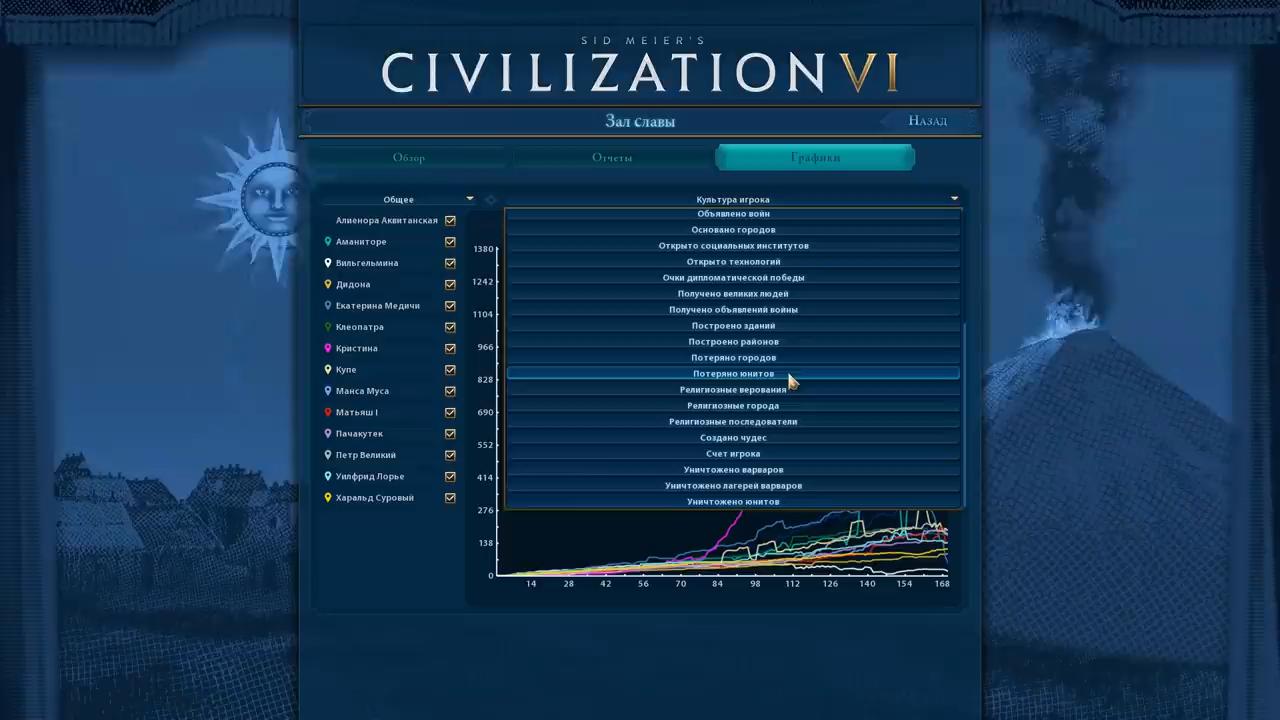 SID MEIER'S
CIVILIZATION VI
Зал славы
Назад
Обзор
Отчеты
Графики
Общее
Культура игрока
Алиенора Аквитанская
Аманиторе
Вильгельмина
Дидона
Екатерина Медичи
Клеопатра
Кристина
Купе
Манса Муса
Матьяш I
Пачакутек
Петр Великий
Уилфрид Лорье
Харальд Суровый
Объявлено войн
Основано городов
Открыто социальных институтов
Открыто технологий
Очки дипломатической победы
Получено великих людей
Получено объявлений войны
Построено зданий
Построено районов
Потеряно городов
Потеряно юнитов
Религиозные верования
Религиозные города
Религиозные последователи
Создано чудес
Счет игрока
Уничтожено варваров
Уничтожено лагерей варваров
Уничтожено юнитов
1380
1242
1104
966
828
690
552
414
276
138
0
14 28 42 56 70 84 98 112 126 140 154 168